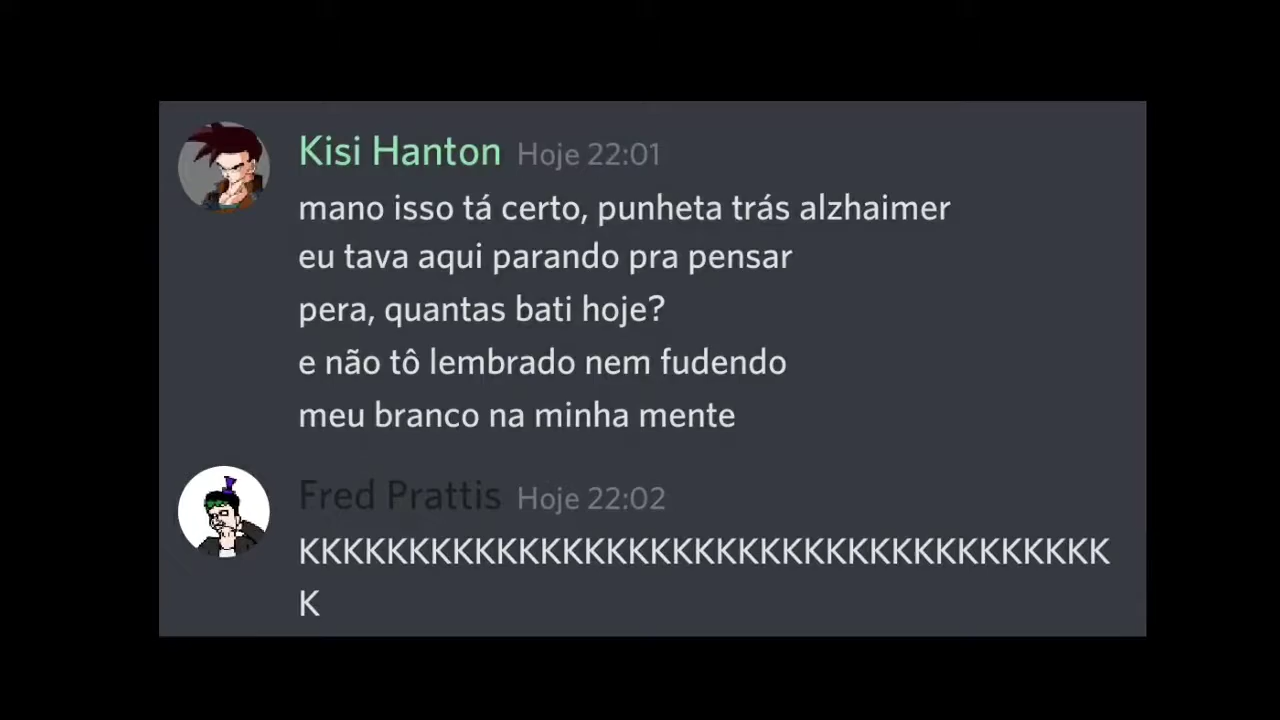 Kisi Hanton Hoje 22:01
mano isso tá certo, punheta trás alzhaimer
eu tava aqui parando pra pensar
pera, quantas bati hoje?
e não tô lembrado nem fudendo
meu branco na minha mente
Fred Prattis Hoje 22:02
KKKKKKKKKKKKKKKKKKKKKKKKKKKKKKKKKKKKK
K